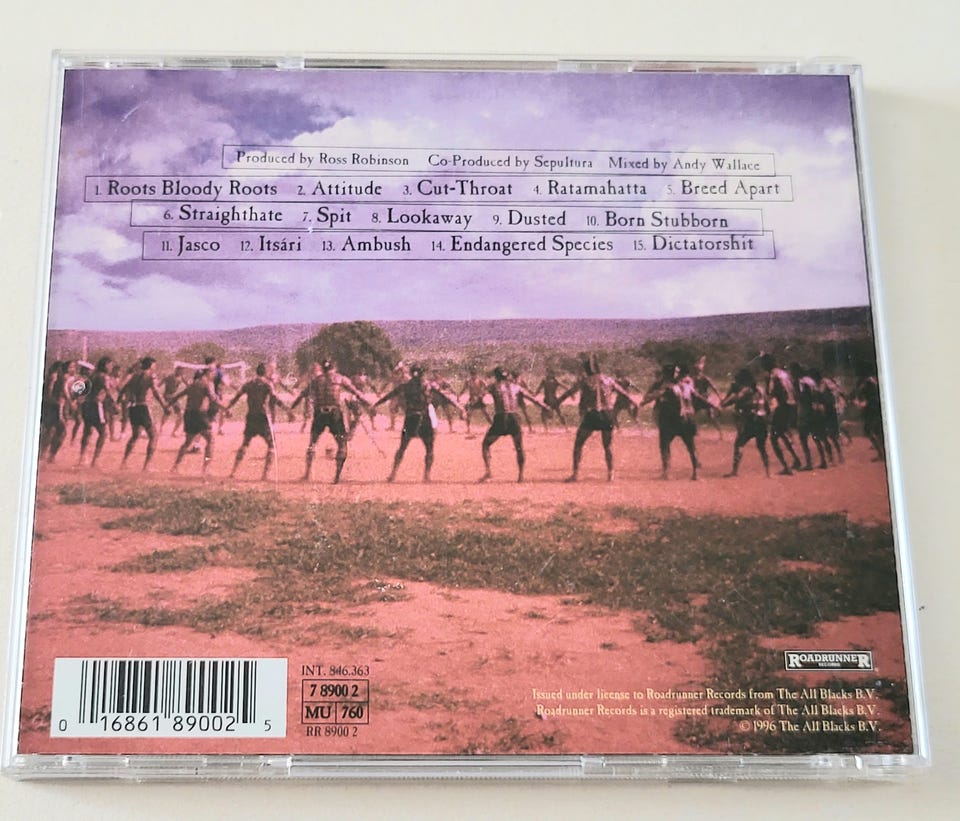 Produced by Ross Robinson Co-Produced by Sepultura Mixed by Andy Wallace
1. Roots Bloody Roots 2. Attitude 3. Cut-Throat 4. Ratamahatta 5. Breed Apart
6. Straighthate 7. Spit 8. Lookaway 9. Dusted 10. Born Stubborn
11. Jasco 12. Itsári 13. Ambush 14. Endangered Species 15. Dictatorshit
0 16861 89002 5
INT. 846.363
7 8900 2
MU 760
RR 8900 2
ROADRUNNER
RECORDS
Issued under license to Roadrunner Records from The All Blacks B.V.
Roadrunner Records is a registered trademark of The All Blacks B.V.
© 1996 The All Blacks B.V.